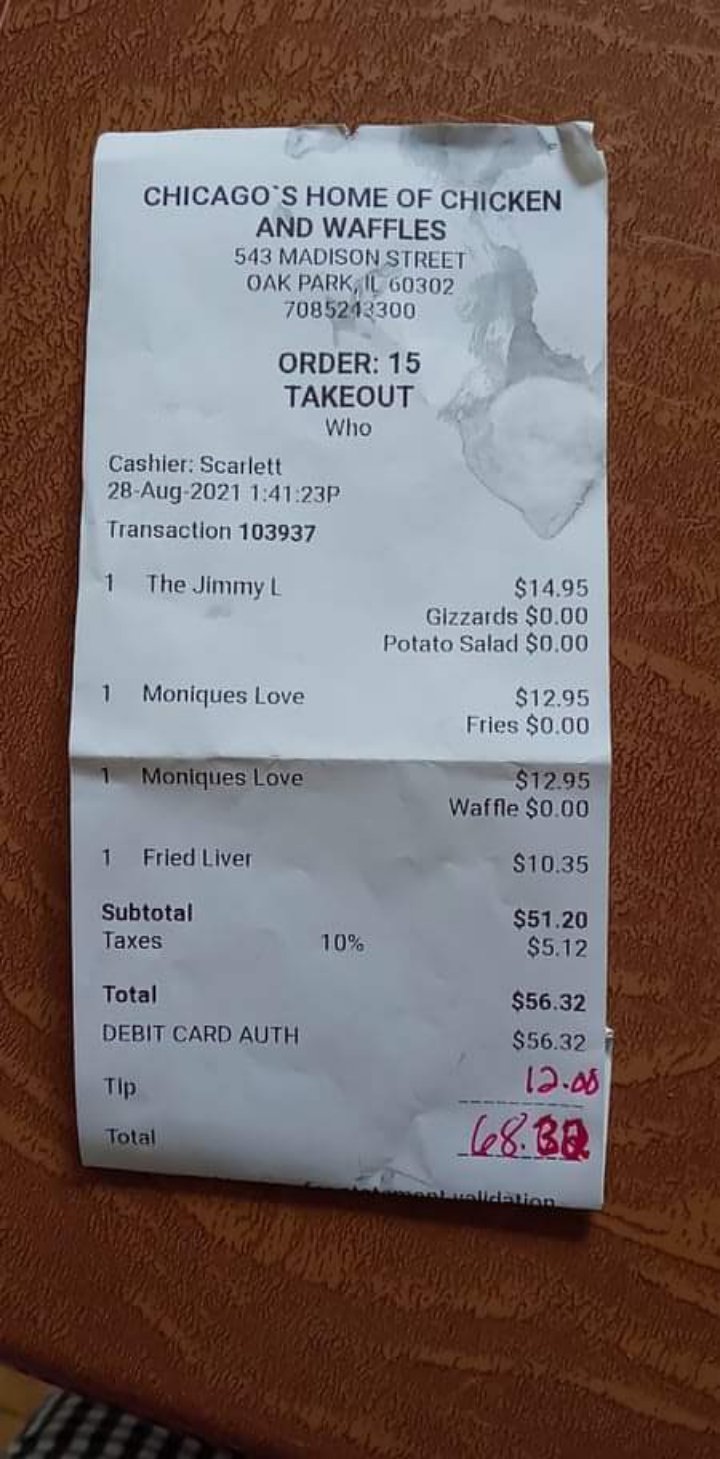 CHICAGO`S HOME OF CHICKEN
AND WAFFLES
543 MADISON STREET
OAK PARK, IL 60302
7085243300
ORDER: 15
TAKEOUT
Who
Cashier: Scarlett
28-Aug-2021 1:41:23P
Transaction 103937
1 The Jimmy L $14.95
Gizzards $0.00
Potato Salad $0.00
1 Moniques Love $12.95
Fries $0.00
1 Moniques Love $12.95
Waffle $0.00
1 Fried Liver $10.35
Subtotal $51.20
Taxes 10% $5.12
Total $56.32
DEBIT CARD AUTH $56.32
Tip 12.00
Total 68.32
validation